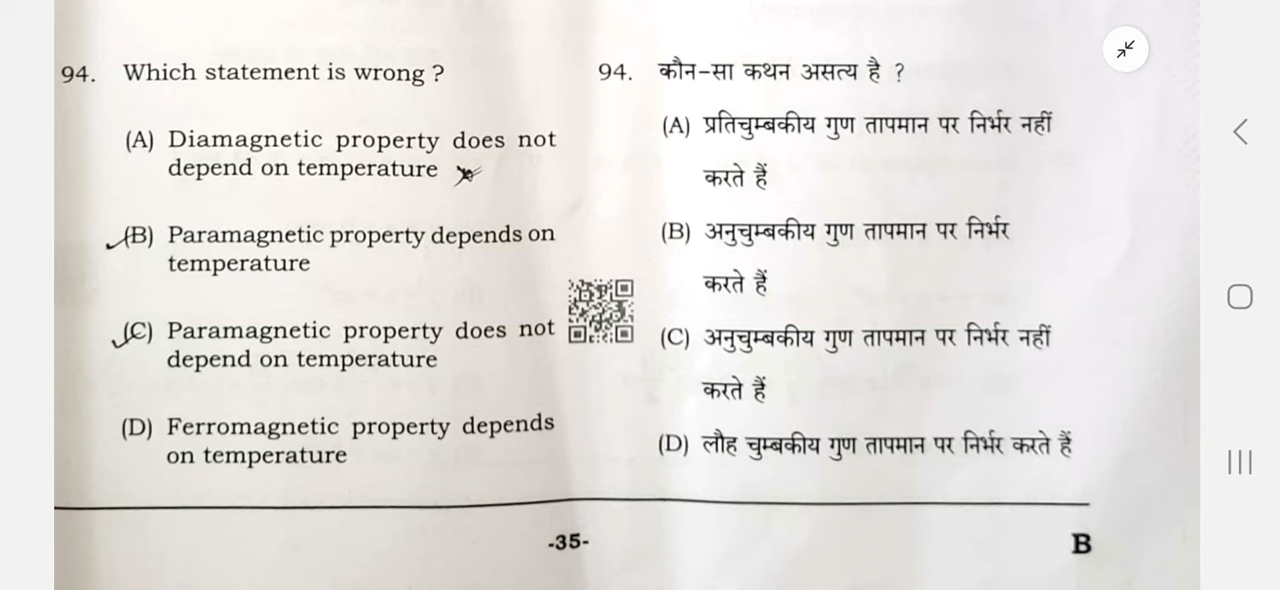 94. Which statement is wrong ?
(A) Diamagnetic property does not
depend on temperature
(B) Paramagnetic property depends on
temperature
(C) Paramagnetic property does not
depend on temperature
(D) Ferromagnetic property depends
on temperature
94. कौन-सा कथन असत्य है ?
(A) प्रतिचुम्बकीय गुण तापमान पर निर्भर नहीं
करते हैं
(B) अनुचुम्बकीय गुण तापमान पर निर्भर
करते हैं
(C) अनुचुम्बकीय गुण तापमान पर निर्भर नहीं
करते हैं
(D) लौह चुम्बकीय गुण तापमान पर निर्भर करते हैं
-35-
B